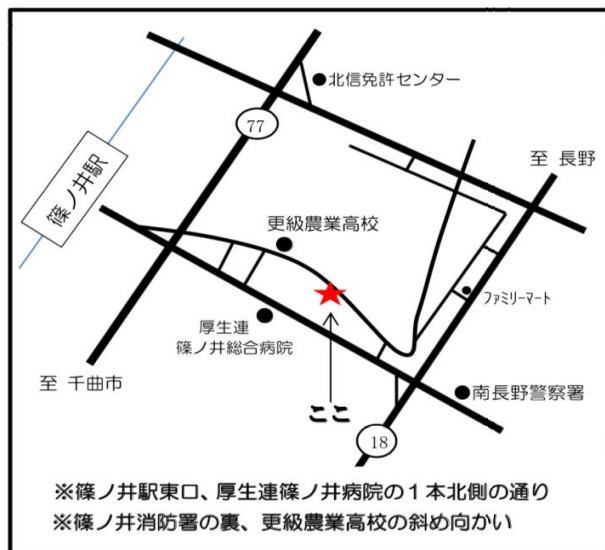 北信免許センター
77
至 長野
篠ノ井駅
更級農業高校
ファミリーマート
厚生連
篠ノ井総合病院
至 千曲市
ここ
南長野警察署
18
※篠ノ井駅東口、厚生連篠ノ井病院の１本北側の通り
※篠ノ井消防署の裏、更級農業高校の斜め向かい